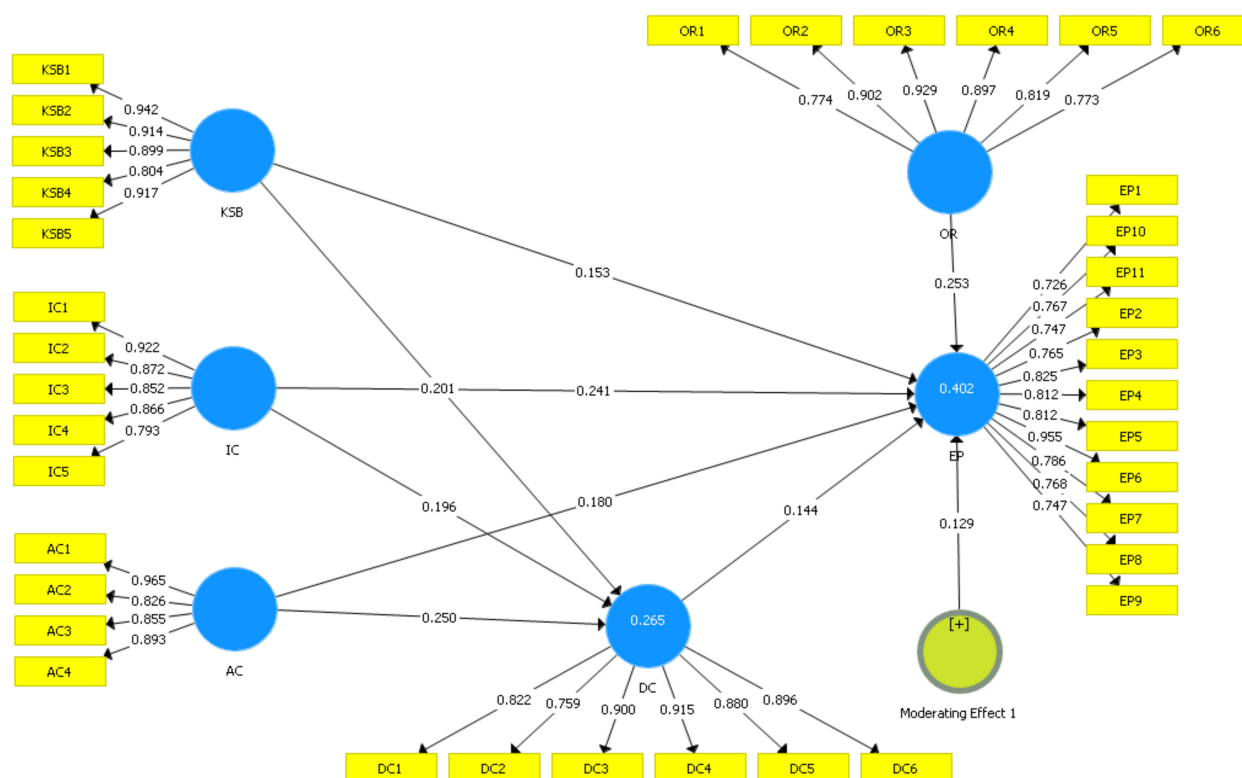 OR1 OR2 OR3 OR4 OR5 OR6
0.774 0.902 0.929 0.897 0.819 0.773
OR
0.253
KSB1
KSB2
KSB3
KSB4
KSB5
0.942
0.914
0.899
0.804
0.917
KSB
0.153
0.201
IC1
IC2
IC3
IC4
IC5
0.922
0.872
0.852
0.866
0.793
IC
0.241
0.196
AC1
AC2
AC3
AC4
0.965
0.826
0.855
0.893
AC
0.180
0.250
EP1
EP10
EP11
EP2
EP3
EP4
EP5
EP6
EP7
EP8
EP9
0.726
0.767
0.747
0.765
0.825
0.812
0.812
0.955
0.786
0.768
0.747
0.402
EP
0.144
0.129
[+]
Moderating Effect 1
0.265
DC
0.822 0.759 0.900 0.915 0.880 0.896
DC1 DC2 DC3 DC4 DC5 DC6